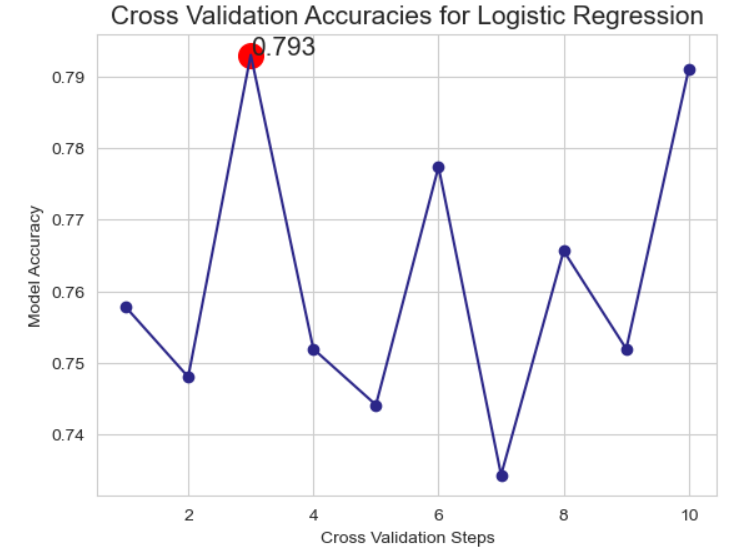 Cross Validation Accuracies for Logistic Regression
0.793
0.79
0.78
0.77
0.76
0.75
0.74
Model Accuracy
2 4 6 8 10
Cross Validation Steps